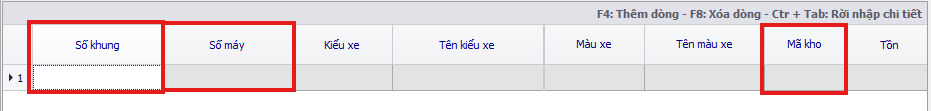 F4: Thêm dòng - F8: Xóa dòng - Ctr + Tab: Rời nhập chi tiết
Số khung Số máy Kiểu xe Tên kiểu xe Màu xe Tên màu xe Mã kho Tồn
1